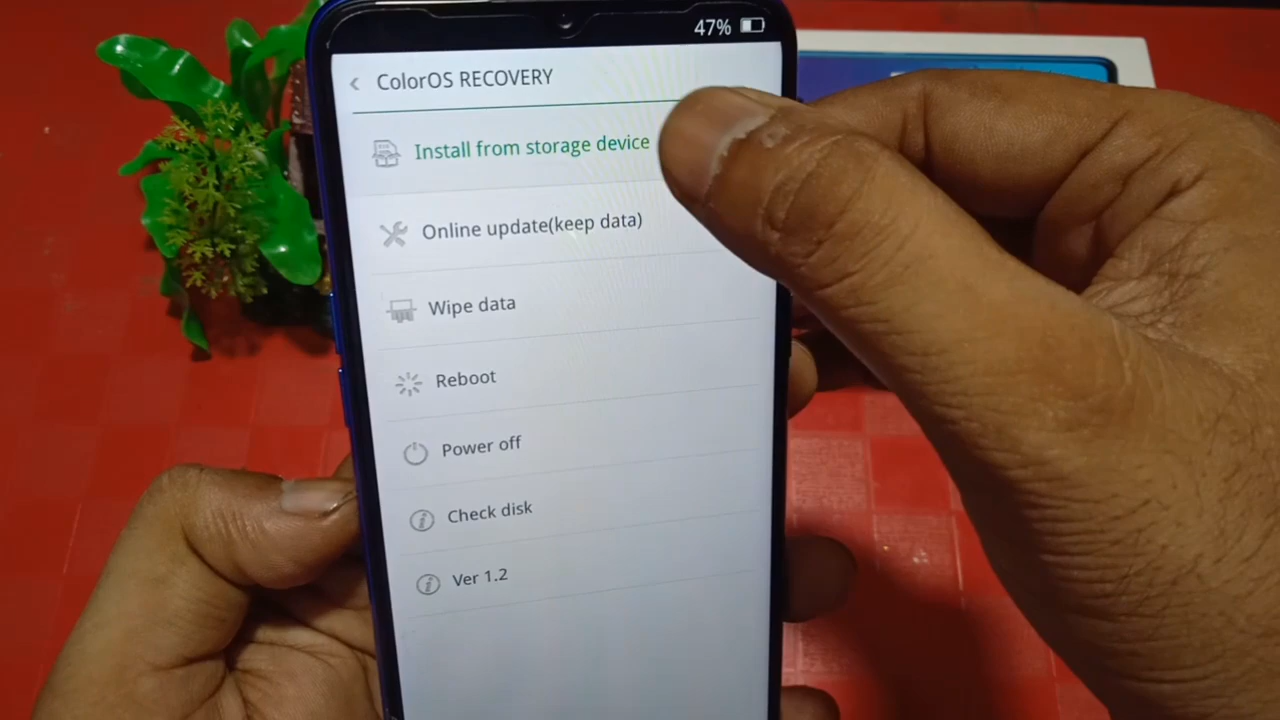 47%
ColorOS RECOVERY
Install from storage device
Online update(keep data)
Wipe data
Reboot
Power off
Check disk
Ver 1.2